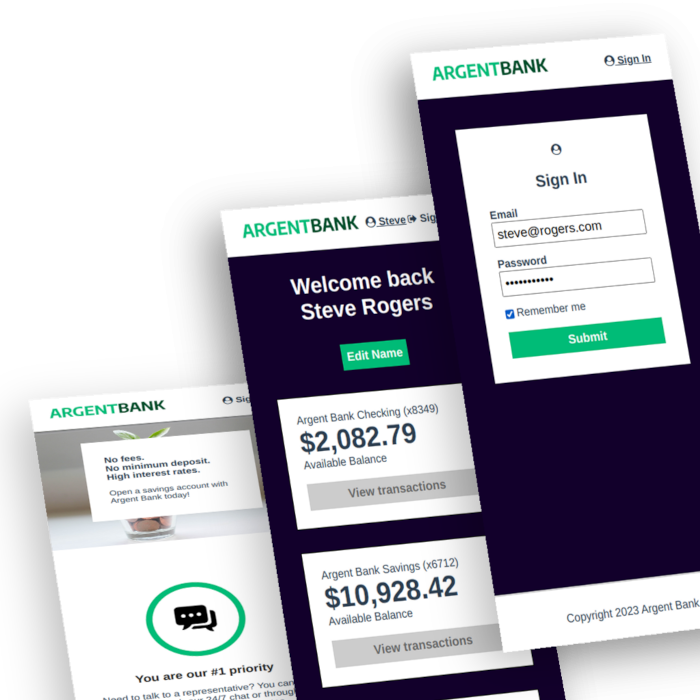 ARGENTBANK
Sign In
Sign In
Email
steve@rogers.com
Password
•••••••••••
Remember me
Submit
Copyright 2023 Argent Bank
ARGENTBANK
Steve
Sig
Welcome back
Steve Rogers
Edit Name
Argent Bank Checking (x8349)
$2,082.79
Available Balance
View transactions
Argent Bank Savings (x6712)
$10,928.42
Available Balance
View transactions
ARGENTBANK
Sig
No fees.
No minimum deposit.
High interest rates.
Open a savings account with
Argent Bank today!
You are our #1 priority
Need to talk to a representative? You can
our 24/7 chat or through